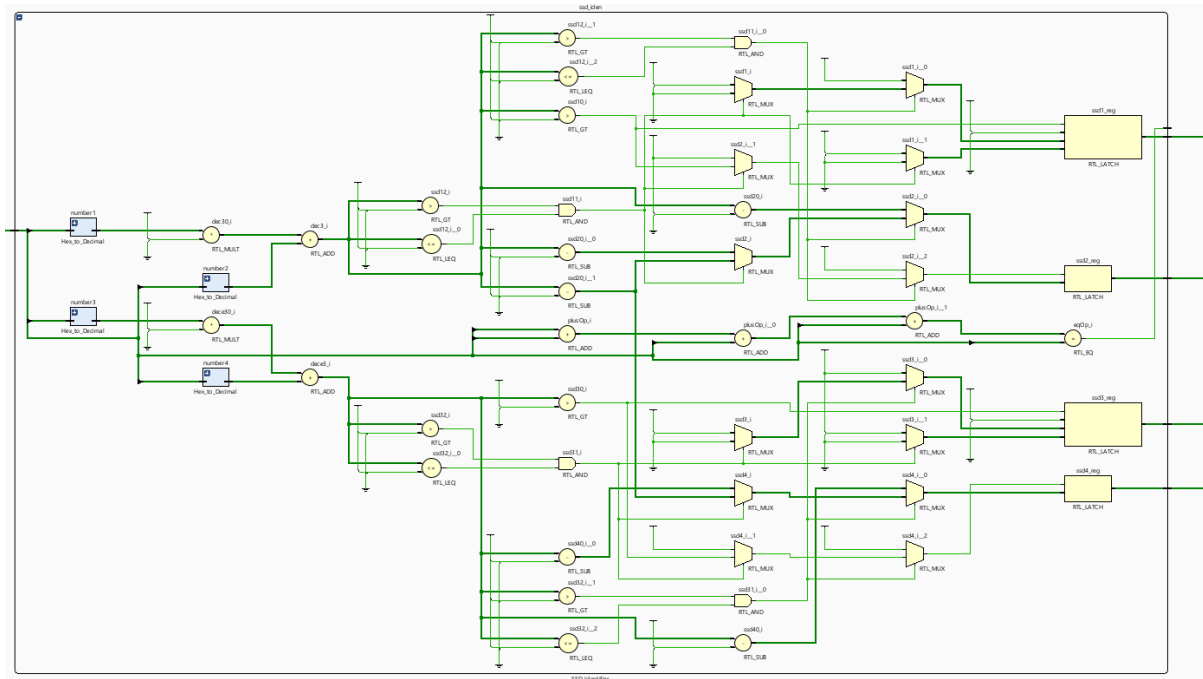 ssd_iden
ssd12_i__1
RTL_GT
ssd11_i__0
RTL_AND
ssd12_i__2
RTL_LEQ
ssd1_i
RTL_MUX
ssd1_i__0
RTL_MUX
ssd10_i
RTL_GT
ssd1_reg
RTL_LATCH
ssd2_i__1
RTL_MUX
ssd1_i__1
RTL_MUX
number1
Hex_to_Decimal
dec30_i
RTL_MULT
dec3_i
RTL_ADD
ssd12_i
RTL_GT
ssd12_i__0
RTL_LEQ
ssd11_i
RTL_AND
ssd20_i
RTL_SUB
ssd2_i__0
RTL_MUX
ssd20_i__0
RTL_SUB
ssd2_i
RTL_MUX
ssd2_i__2
RTL_MUX
ssd2_reg
RTL_LATCH
number2
Hex_to_Decimal
ssd20_i__1
RTL_SUB
number3
Hex_to_Decimal
RTL_MULT
plusOp_i
RTL_ADD
plusOp_i__0
RTL_ADD
plusOp_i__1
RTL_ADD
eqOp_i
RTL_EQ
number4
Hex_to_Decimal
RTL_ADD
ssd30_i
RTL_GT
ssd3_i__0
RTL_MUX
ssd3_reg
RTL_LATCH
ssd32_i
RTL_GT
ssd32_i__0
RTL_LEQ
ssd31_i
RTL_AND
ssd3_i
RTL_MUX
ssd3_i__1
RTL_MUX
ssd4_i
RTL_MUX
ssd4_i__0
RTL_MUX
ssd4_reg
RTL_LATCH
ssd40_i__0
RTL_SUB
ssd4_i__1
RTL_MUX
ssd4_i__2
RTL_MUX
ssd32_i__1
RTL_GT
ssd31_i__0
RTL_AND
ssd32_i__2
RTL_LEQ
ssd40_i
RTL_SUB